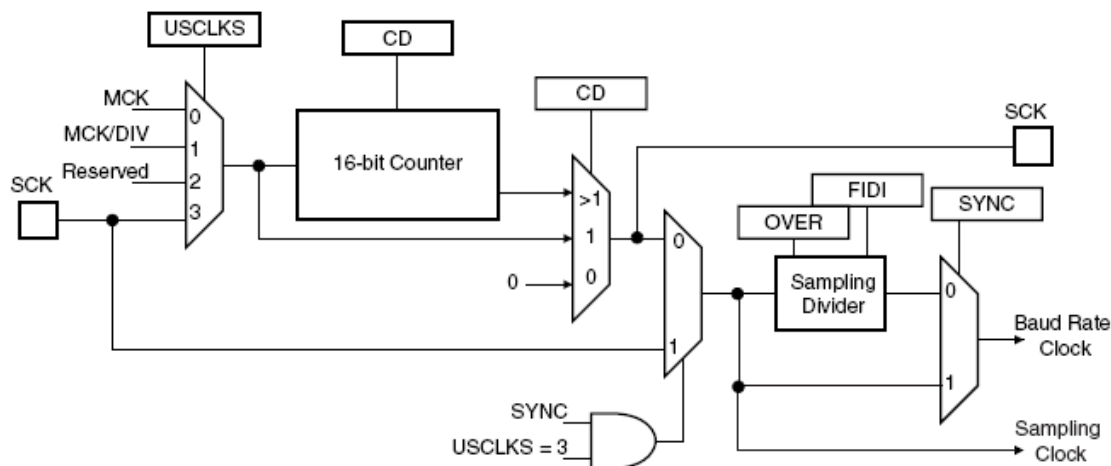 USCLKS
CD
MCK
0
MCK/DIV
1
Reserved
2
SCK
3
16-bit Counter
CD
SCK
>1
1
0
0
0
1
FIDI
OVER
SYNC
Sampling
Divider
0
1
Baud Rate
Clock
SYNC
USCLKS = 3
Sampling
Clock